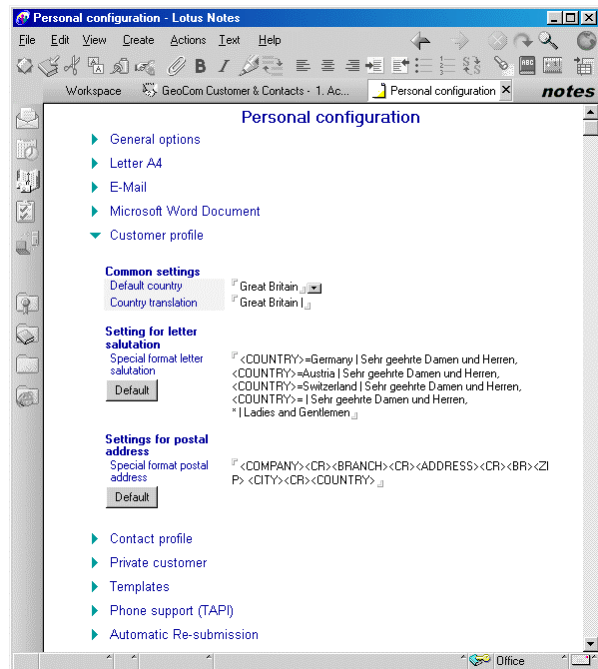 Personal configuration - Lotus Notes
File Edit View Create Actions Text Help
Workspace GeoCom Customer & Contacts - 1. Ac... Personal configuration notes
Personal configuration
General options
Letter A4
E-Mail
Microsoft Word Document
Customer profile
Common settings
Default country Great Britain
Country translation Great Britain |
Setting for letter
salutation
Special format letter <COUNTRY>=Germany | Sehr geehrte Damen und Herren,
salutation <COUNTRY>=Austria | Sehr geehrte Damen und Herren,
Default <COUNTRY>=Switzerland | Sehr geehrte Damen und Herren,
<COUNTRY>= | Sehr geehrte Damen und Herren,
* | Ladies and Gentlemen
Settings for postal
address
Special format postal <COMPANY><CR><BRANCH><CR><ADDRESS><CR><BR><ZI
address P> <CITY><CR><COUNTRY>
Default
Contact profile
Private customer
Templates
Phone support (TAPI)
Automatic Re-submission
Office